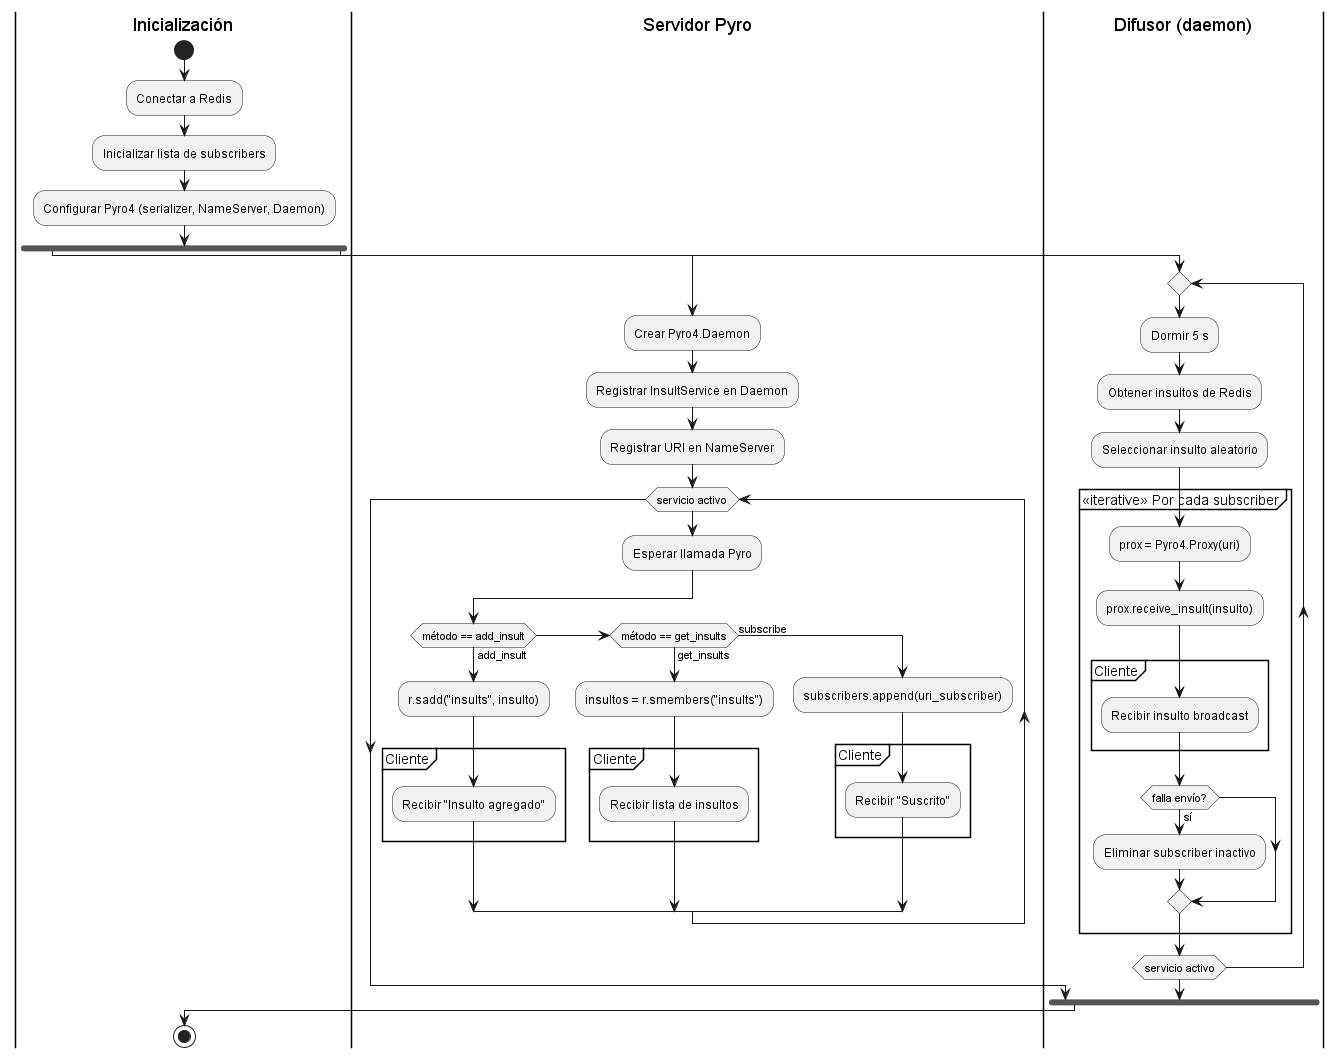 Inicialización
Servidor Pyro
Difusor (daemon)
Conectar a Redis
Inicializar lista de subscribers
Configurar Pyro4 (serializer, NameServer, Daemon)
Crear Pyro4.Daemon
Registrar InsultService en Daemon
Registrar URI en NameServer
servicio activo
Esperar llamada Pyro
método == add_insult
add_insult
r.sadd("insults", insulto)
Cliente
Recibir "Insulto agregado"
método == get_insults
get_insults
insultos = r.smembers("insults")
Cliente
Recibir lista de insultos
subscribe
subscribers.append(uri_subscriber)
Cliente
Recibir "Suscrito"
Dormir 5 s
Obtener insultos de Redis
Seleccionar insulto aleatorio
«iterative» Por cada subscriber
prox = Pyro4.Proxy(uri)
prox.receive_insult(insulto)
Cliente
Recibir insulto broadcast
falla envío?
sí
Eliminar subscriber inactivo
servicio activo